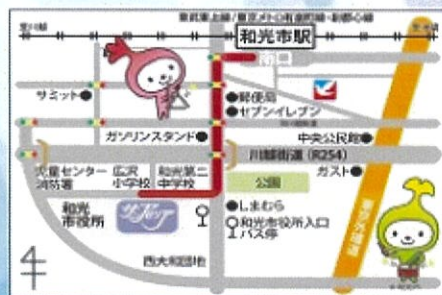 東武東上線/東京メトロ有楽町線・副都心線
和光市駅
南口
サミット
郵便局
セブンイレブン
ガソリンスタンド
中央公民館
川越街道 (R254)
児童センター
消防署
広沢
小学校
和光第二
中学校
公園
ガスト
しまむら
和光
市役所
和光市役所入口
バス停
西大和団地